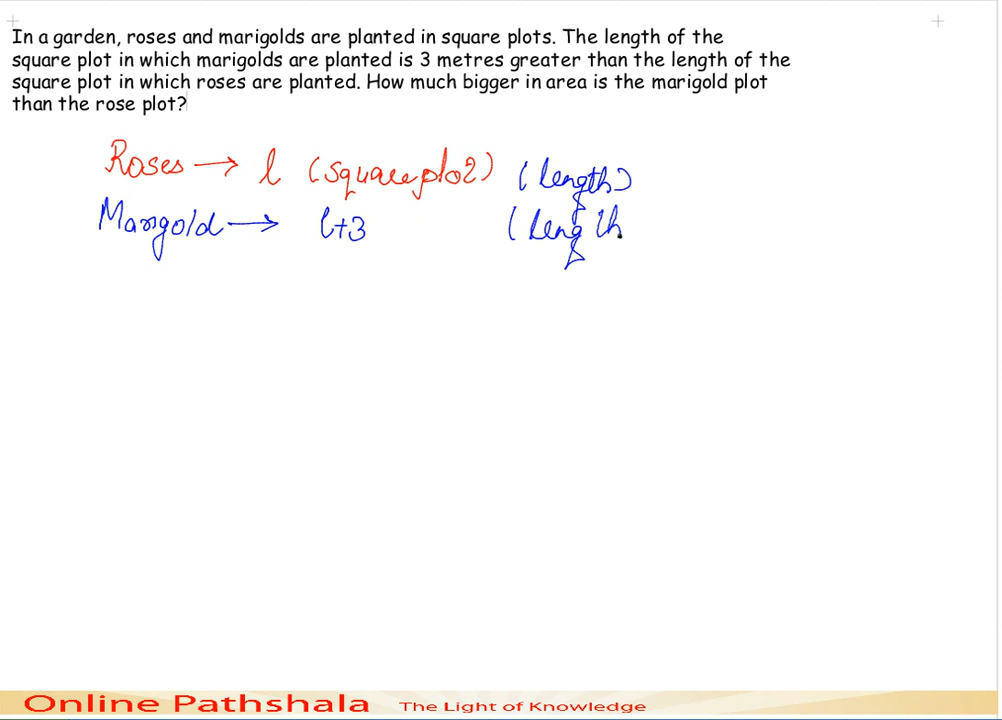 In a garden, roses and marigolds are planted in square plots. The length of the
square plot in which marigolds are planted is 3 metres greater than the length of the
square plot in which roses are planted. How much bigger in area is the marigold plot
than the rose plot?
Roses → l (square plot) (length)
Marigold → l+3 (length
Online Pathshala The Light of Knowledge